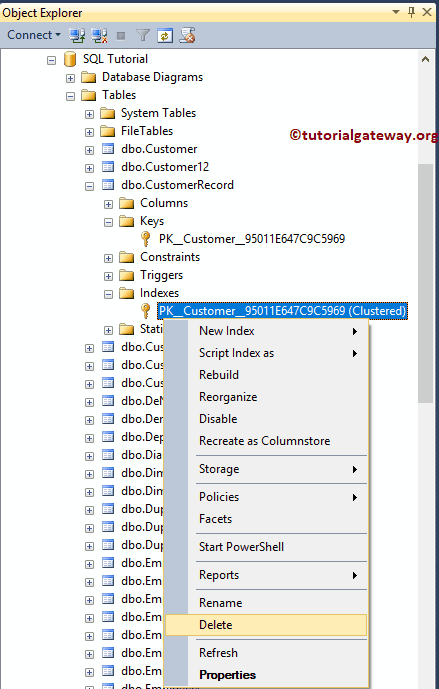 Object Explorer
Connect
SQL Tutorial
Database Diagrams
Tables
System Tables
FileTables
©tutorialgateway.org
dbo.Customer
dbo.Customer12
dbo.CustomerRecord
Columns
Keys
PK__Customer__95011E647C9C5969
Constraints
Triggers
Indexes
PK__Customer__95011E647C9C5969 (Clustered)
Stati
New Index
dbo.Cus
Script Index as
dbo.Cus
Rebuild
dbo.Cus
Reorganize
dbo.DeN
Disable
dbo.Der
Recreate as Columnstore
dbo.Dep
dbo.Dia
Storage
dbo.Dim
dbo.Dim
Policies
dbo.Dup
Facets
dbo.Dup
dbo.Dup
Start PowerShell
dbo.Em
Reports
dbo.Em
dbo.Em
Rename
dbo.Em
Delete
dbo.Em
Refresh
dbo.Em
Properties